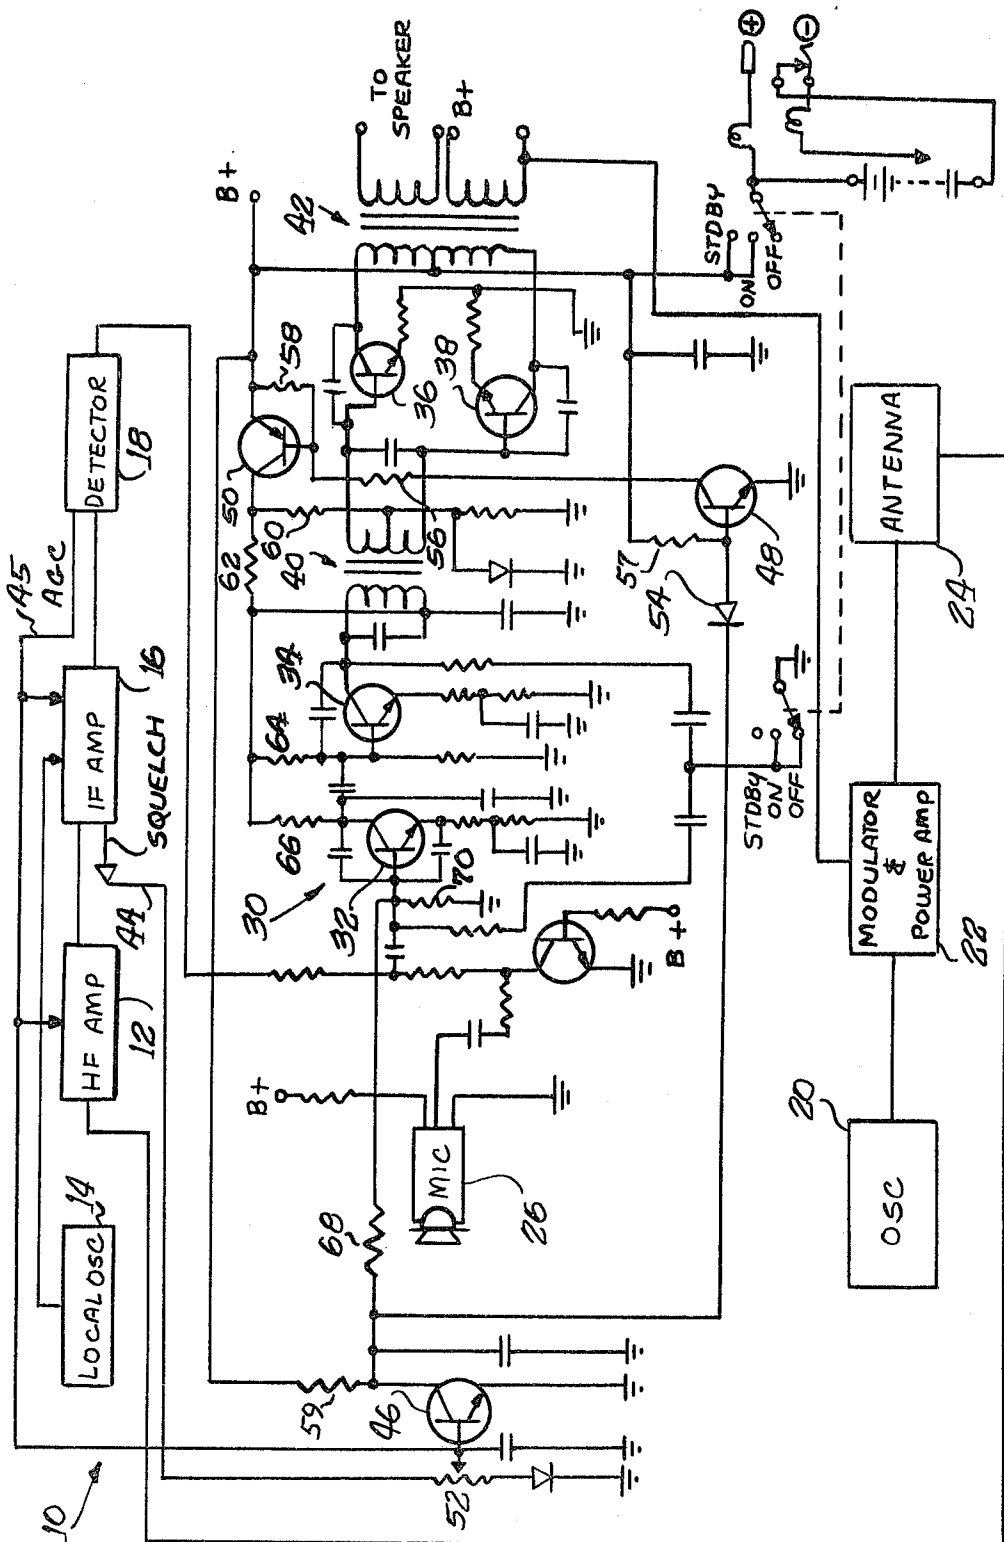 10
45
AGC
DETECTOR
18
IF AMP
16
SQUELCH
44
HF AMP
12
LOCAL OSC
14
B+
42
TO
SPEAKER
B+
50
58
62
60
40
56
36
38
34
64
66
30
32
70
B+
MIC
26
68
59
46
52
B+
57
54
48
STDBY
ON
OFF
+
-
STDBY
ON
OFF
ANTENNA
24
MODULATOR
&
POWER AMP
22
OSC
20